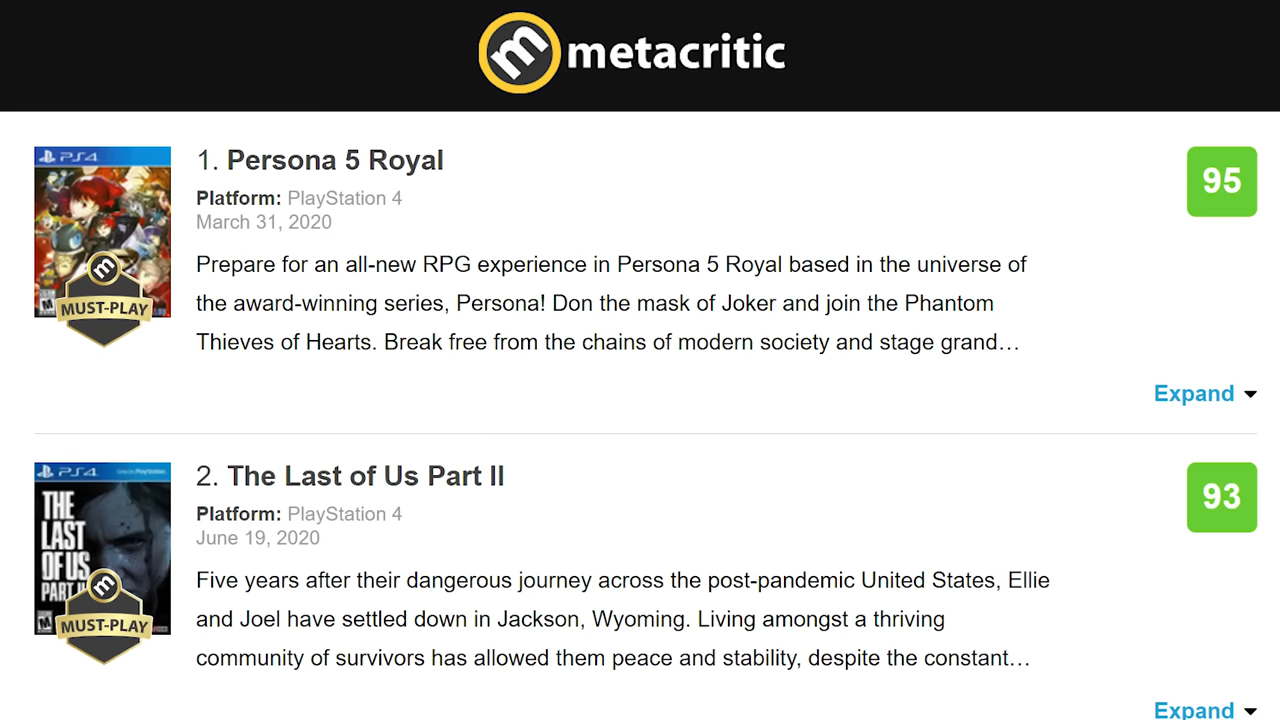 metacritic
PS4
MUST-PLAY
1. Persona 5 Royal
Platform: PlayStation 4
March 31, 2020
Prepare for an all-new RPG experience in Persona 5 Royal based in the universe of
the award-winning series, Persona! Don the mask of Joker and join the Phantom
Thieves of Hearts. Break free from the chains of modern society and stage grand…
95
Expand
PS4
THE
LAST
OF US
PART II
MUST-PLAY
2. The Last of Us Part II
Platform: PlayStation 4
June 19, 2020
Five years after their dangerous journey across the post-pandemic United States, Ellie
and Joel have settled down in Jackson, Wyoming. Living amongst a thriving
community of survivors has allowed them peace and stability, despite the constant…
93
Expand